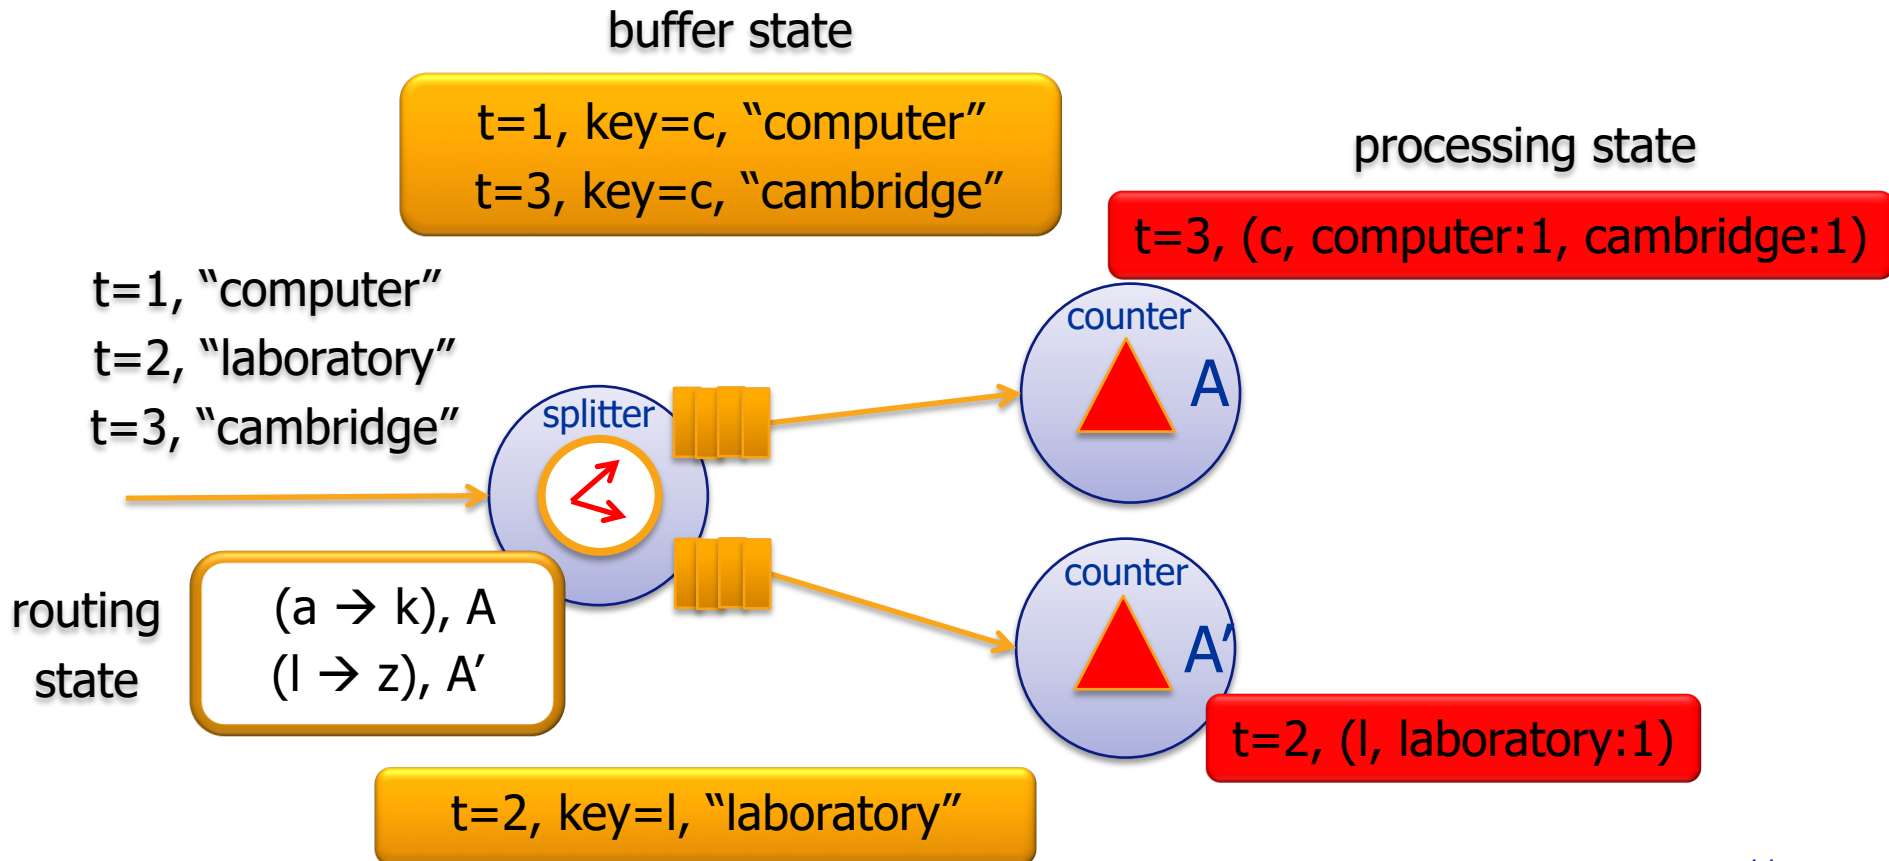 buffer state
t=1, key=c, “computer”
t=3, key=c, “cambridge”
processing state
t=3, (c, computer:1, cambridge:1)
t=1, “computer”
t=2, “laboratory”
t=3, “cambridge”
splitter
counter
A
routing
state
(a → k), A
(l → z), A’
counter
A’
t=2, (l, laboratory:1)
t=2, key=l, “laboratory”